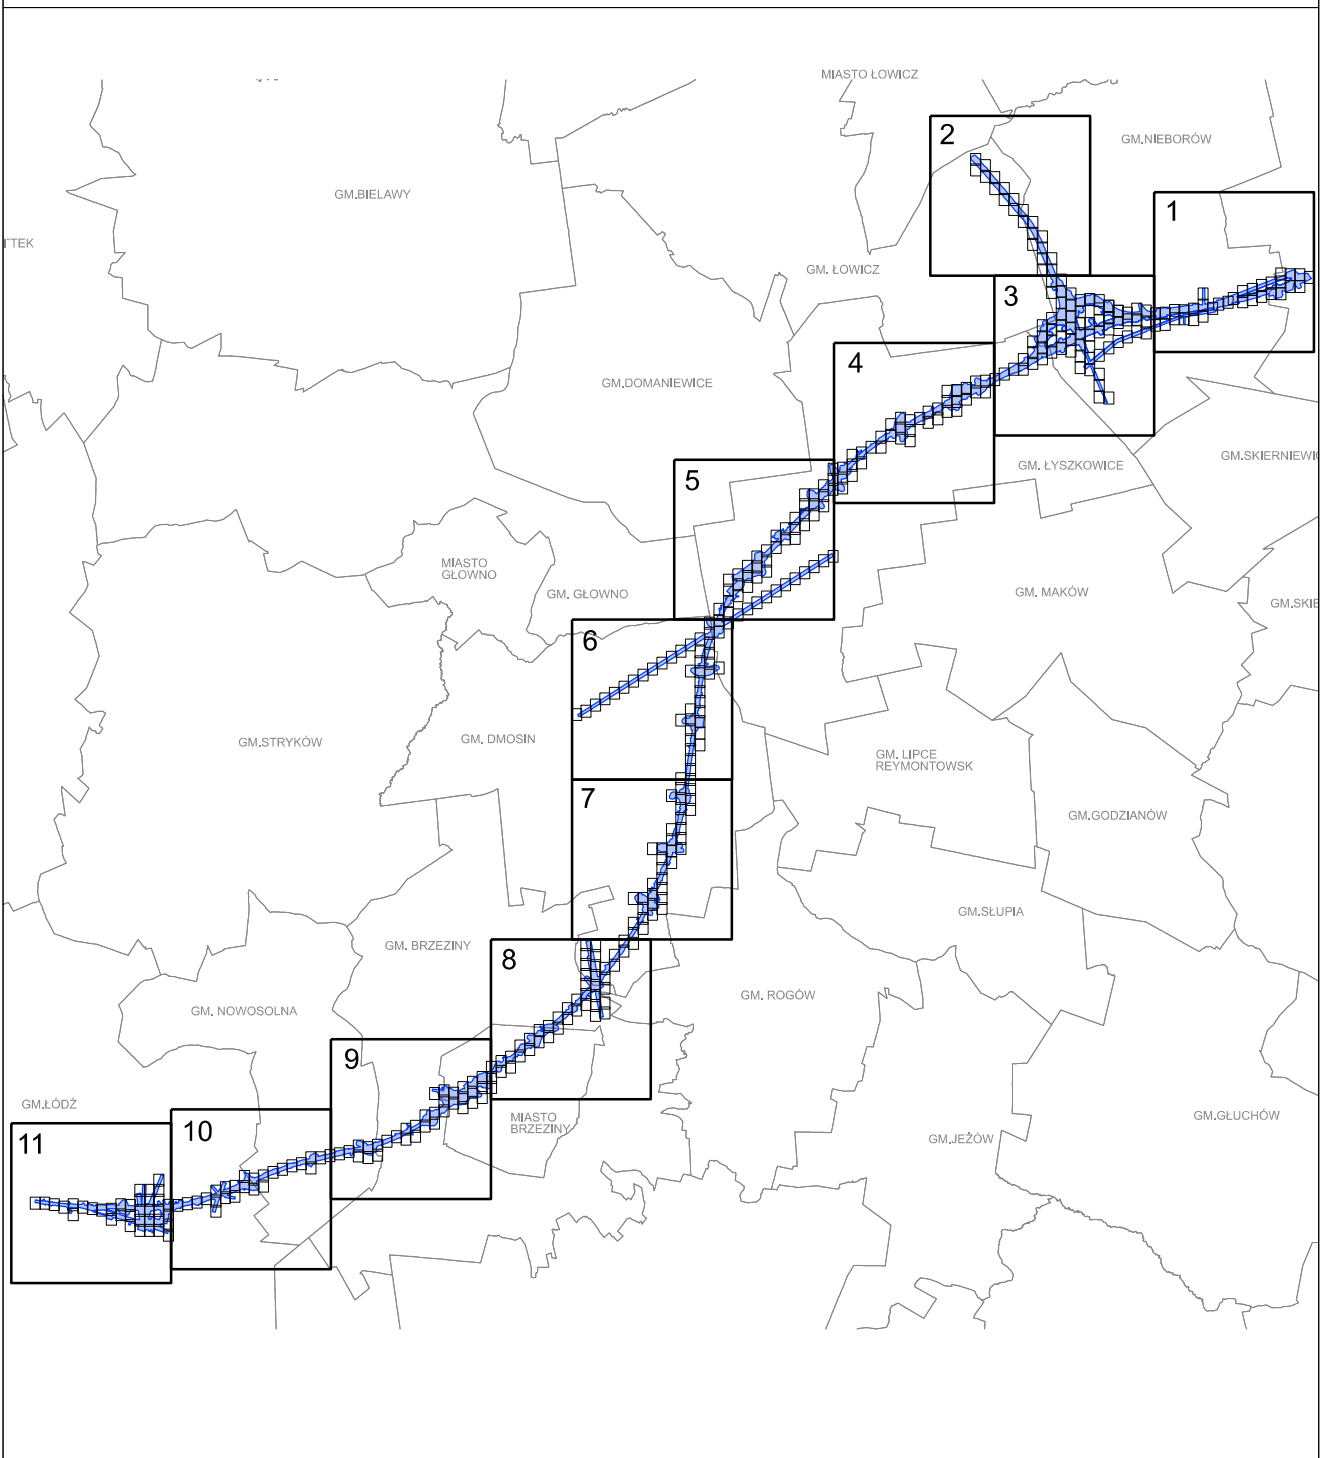 MIASTO ŁOWICZ
2
GM.NIEBORÓW
GM.BIELAWY
1
GM. ŁOWICZ
3
4
GM.DOMANIEWICE
GM.SKIERNIEWIC
GM. ŁYSZKOWICE
5
MIASTO
GŁOWNO
GM. GŁOWNO
GM. MAKÓW
GM.SKIE
6
GM.STRYKÓW
GM. DMOSIN
GM. LIPCE
REYMONTOWSK
7
GM.GODZIANÓW
GM.SŁUPIA
GM. BRZEZINY
8
GM. ROGÓW
GM. NOWOSOLNA
9
GM.ŁÓDŹ
MIASTO
BRZEZINY
GM.GŁUCHÓW
10
GM.JEŻÓW
11